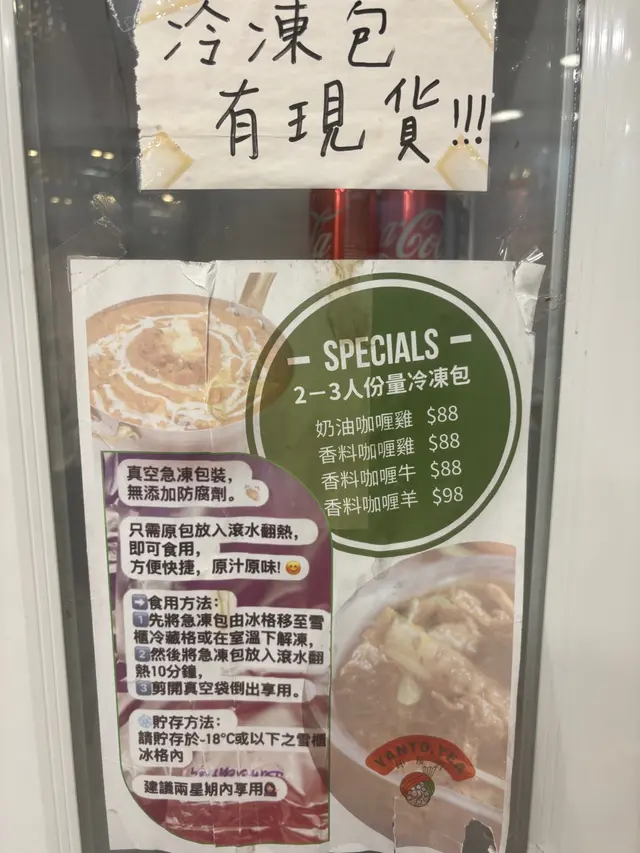 冷凍包
有現貨!!!
SPECIALS
2－3人份量冷凍包
奶油咖喱雞 $88
香料咖喱雞 $88
香料咖喱牛 $88
香料咖喱羊 $98
真空急凍包裝，
無添加防腐劑。
只需原包放入滾水翻熱，
即可食用，
方便快捷，原汁原味!
➡食用方法：
1先將急凍包由冰格移至雪
櫃冷藏格或在室溫下解凍，
2然後將急凍包放入滾水翻
熱10分鐘，
3剪開真空袋倒出享用。
貯存方法：
請貯存於-18°C或以下之雪櫃
冰格內
建議兩星期內享用
YANTO.YEA